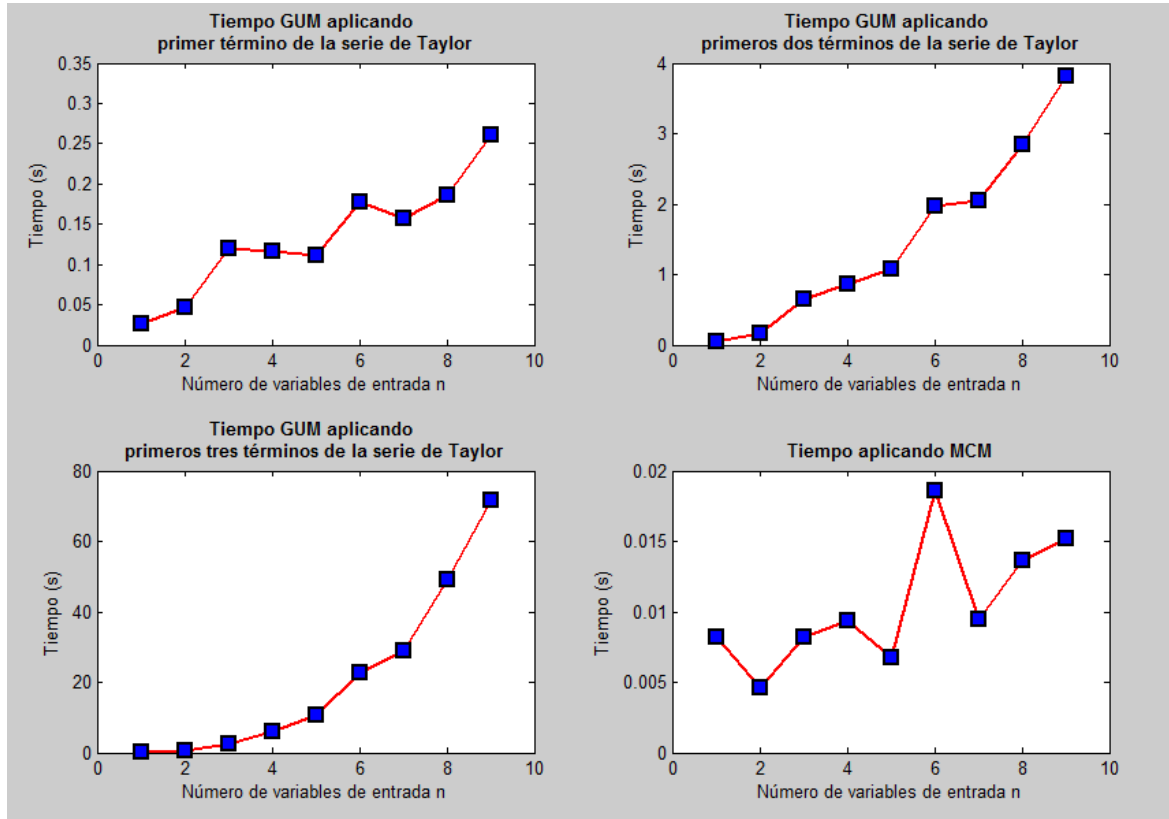 Tiempo GUM aplicando
primer término de la serie de Taylor
0.35
0.3
0.25
0.2
0.15
0.1
0.05
0
Tiempo (s)
0 2 4 6 8 10
Número de variables de entrada n
Tiempo GUM aplicando
primeros dos términos de la serie de Taylor
4
3
2
1
0
Tiempo (s)
0 2 4 6 8 10
Número de variables de entrada n
Tiempo GUM aplicando
primeros tres términos de la serie de Taylor
80
60
40
20
0
Tiempo (s)
0 2 4 6 8 10
Número de variables de entrada n
Tiempo aplicando MCM
0.02
0.015
0.01
0.005
0
Tiempo (s)
0 2 4 6 8 10
Número de variables de entrada n